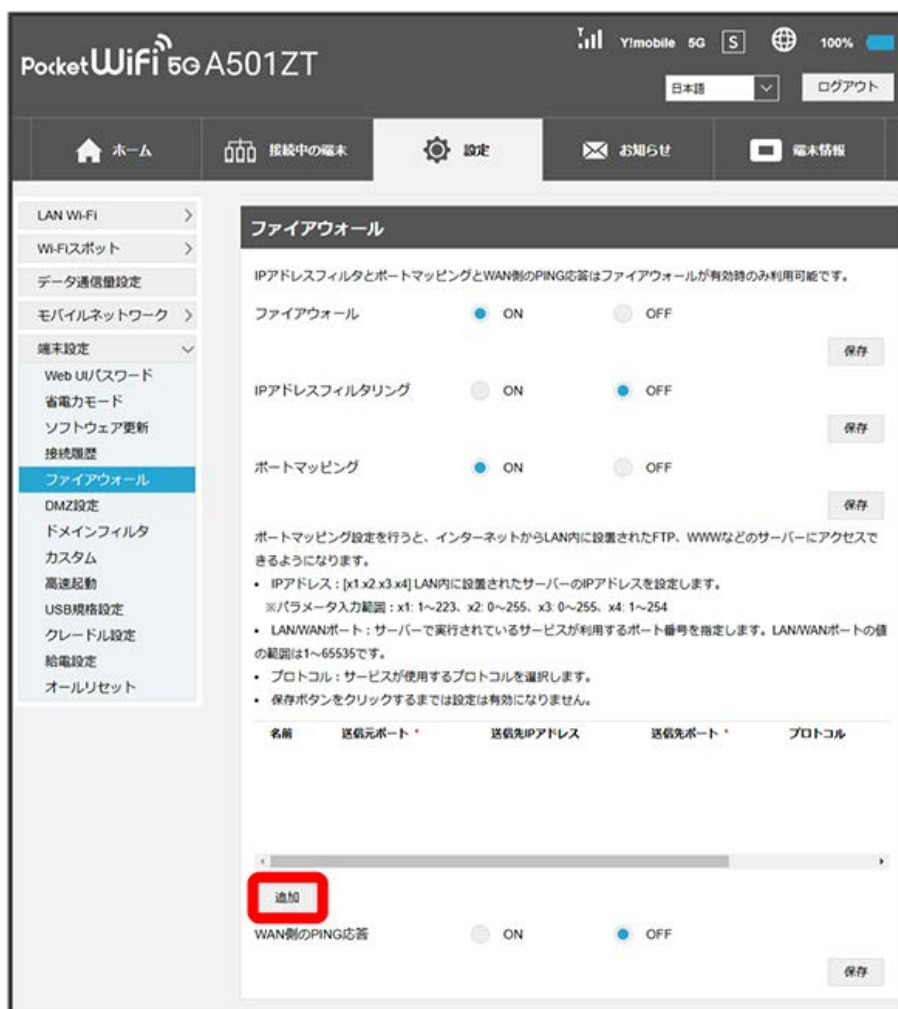 Pocket WiFi 5G A501ZT
Y!mobile 5G S 100%
日本語
ログアウト
ホーム
接続中の端末
設定
お知らせ
端末情報
LAN Wi-Fi
Wi-Fiスポット
データ通信量設定
モバイルネットワーク
端末設定
Web UIパスワード
省電力モード
ソフトウェア更新
接続履歴
ファイアウォール
DMZ設定
ドメインフィルタ
カスタム
高速起動
USB規格設定
クレードル設定
給電設定
オールリセット
ファイアウォール
IPアドレスフィルタとポートマッピングとWAN側のPING応答はファイアウォールが有効時のみ利用可能です。
ファイアウォール ON OFF
保存
IPアドレスフィルタリング ON OFF
保存
ポートマッピング ON OFF
保存
ポートマッピング設定を行うと、インターネットからLAN内に設置されたFTP、WWWなどのサーバーにアクセスで
きるようになります。
• IPアドレス：[x1.x2.x3.x4] LAN内に設置されたサーバーのIPアドレスを設定します。
※パラメータ入力範囲：x1: 1～223、x2: 0～255、x3: 0～255、x4: 1～254
• LAN/WANポート：サーバーで実行されているサービスが利用するポート番号を指定します。LAN/WANポートの値
の範囲は1～65535です。
• プロトコル：サービスが使用するプロトコルを選択します。
• 保存ボタンをクリックするまでは設定は有効になりません。
名前 送信元ポート * 送信先IPアドレス 送信先ポート * プロトコル
追加
WAN側のPING応答 ON OFF
保存